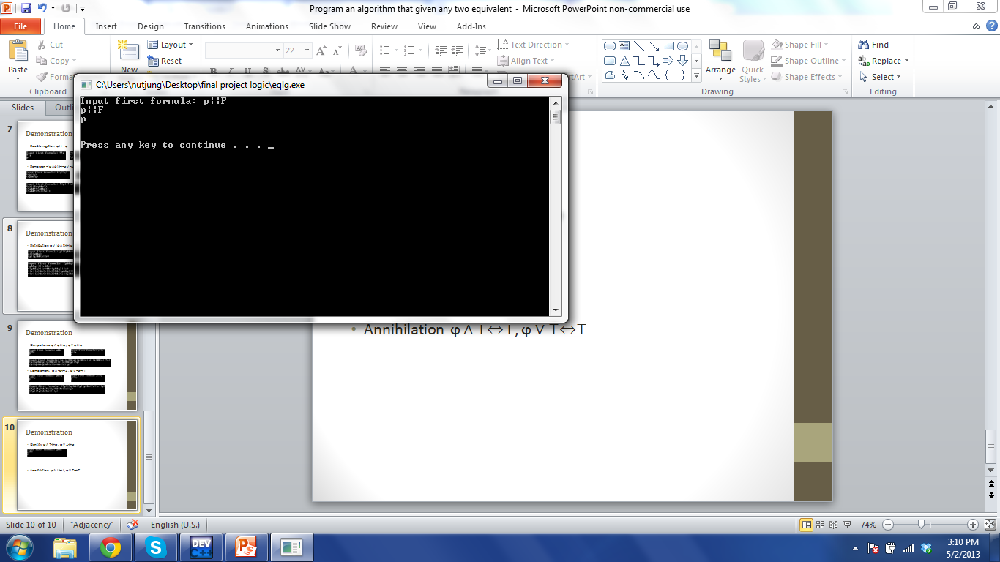 Program an algorithm that given any two equivalent - Microsoft PowerPoint non-commercial use
File Home Insert Design Transitions Animations Slide Show Review View Add-Ins
Cut
Copy
Paste
Clipboard
New
Layout
Reset
22
Text Direction
Align Text
Arrange
Quick Styles
Shape Fill
Shape Outline
Shape Effects
Drawing
Find
Replace
Select
Editing
C:\Users\nutjung\Desktop\final project logic\eqlg.exe
Input first formula: p¦¦F
p¦¦F
p
Press any key to continue . . . _
Slides
7
Demonstration
8
Demonstration
9
Demonstration
10
Demonstration
• Annihilation φ∧⊥⇔⊥, φ∨⊤⇔⊤
Slide 10 of 10 "Adjacency" English (U.S.) 74%
DEV C++
3:10 PM
5/2/2013